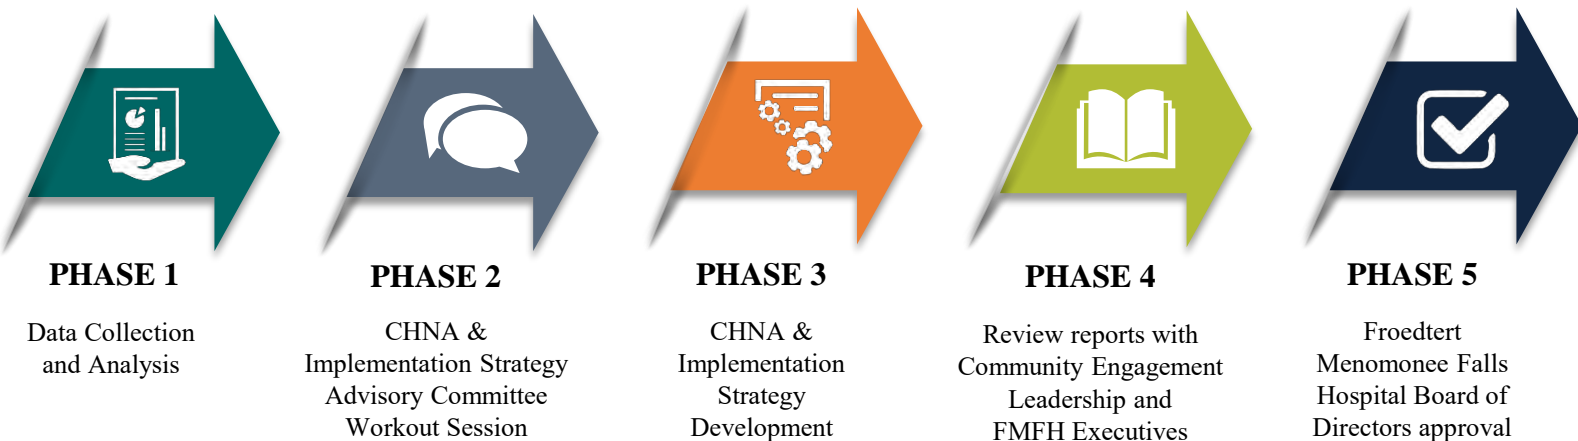 PHASE 1
Data Collection
and Analysis
PHASE 2
CHNA &
Implementation Strategy
Advisory Committee
Workout Session
PHASE 3
CHNA &
Implementation
Strategy
Development
PHASE 4
Review reports with
Community Engagement
Leadership and
FMFH Executives
PHASE 5
Froedtert
Menomonee Falls
Hospital Board of
Directors approval